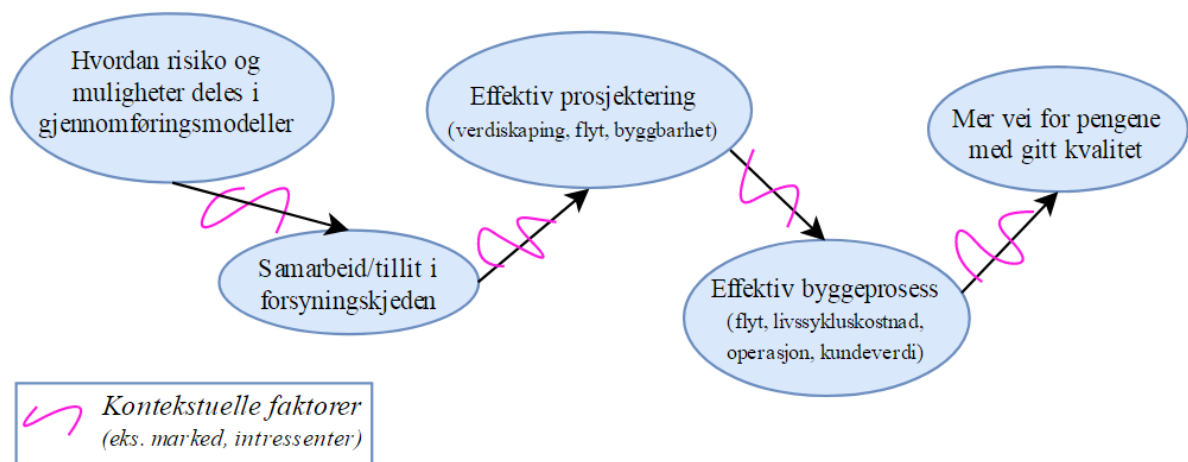 Hvordan risiko og
muligheter deles i
gjennomføringsmodeller
Samarbeid/tillit i
forsyningskjeden
Effektiv prosjektering
(verdiskaping, flyt, byggbarhet)
Effektiv byggeprosess
(flyt, livssykluskostnad,
operasjon, kundeverdi)
Mer vei for pengene
med gitt kvalitet
Kontekstuelle faktorer
(eks. marked, intressenter)